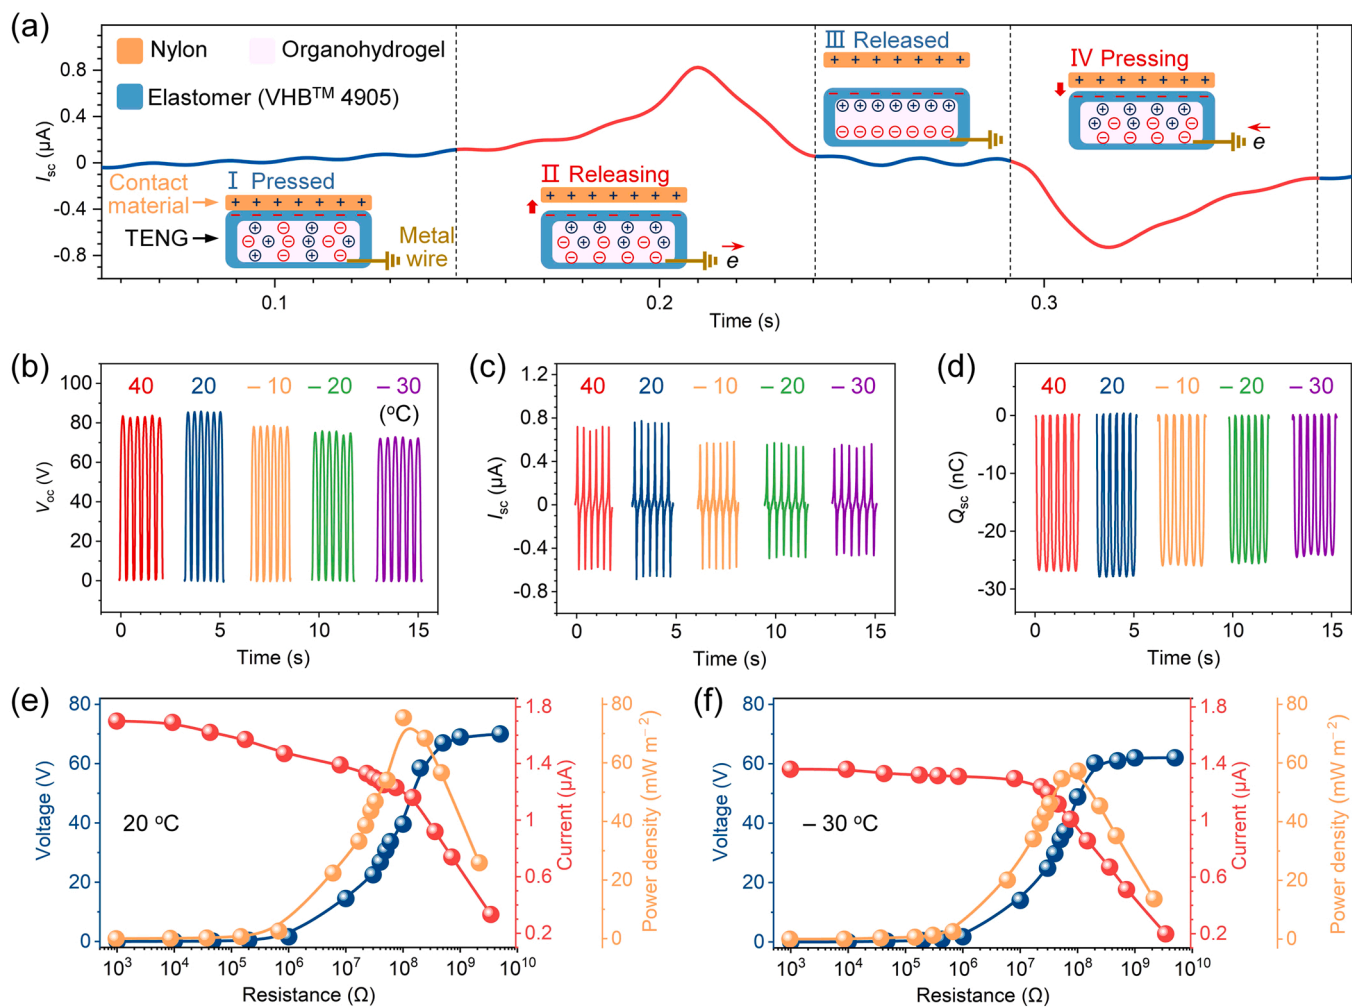 (a)
Nylon
Organohydrogel
Elastomer (VHB™ 4905)
0.8
0.4
0
-0.4
-0.8
I_sc (μA)
I Pressed
Contact
material
TENG
Metal
wire
II Releasing
e
III Released
IV Pressing
e
0.1
0.2
0.3
Time (s)
(b)
100
80
60
40
20
0
V_oc (V)
40
20
– 10
– 20
– 30
(°C)
0
5
10
15
Time (s)
(c)
1.2
0.8
0.4
0
-0.4
-0.8
I_sc (μA)
40
20
– 10
– 20
– 30
0
5
10
15
Time (s)
(d)
0
-10
-20
-30
Q_sc (nC)
40
20
– 10
– 20
– 30
0
5
10
15
Time (s)
(e)
80
60
40
20
0
Voltage (V)
20 °C
1.8
1.4
1
0.6
0.2
Current (μA)
80
60
40
20
0
Power density (mW m⁻²)
10³
10⁴
10⁵
10⁶
10⁷
10⁸
10⁹
10¹⁰
Resistance (Ω)
(f)
80
60
40
20
0
Voltage (V)
– 30 °C
1.8
1.4
1
0.6
0.2
Current (μA)
80
60
40
20
0
Power density (mW m⁻²)
10³
10⁴
10⁵
10⁶
10⁷
10⁸
10⁹
10¹⁰
Resistance (Ω)